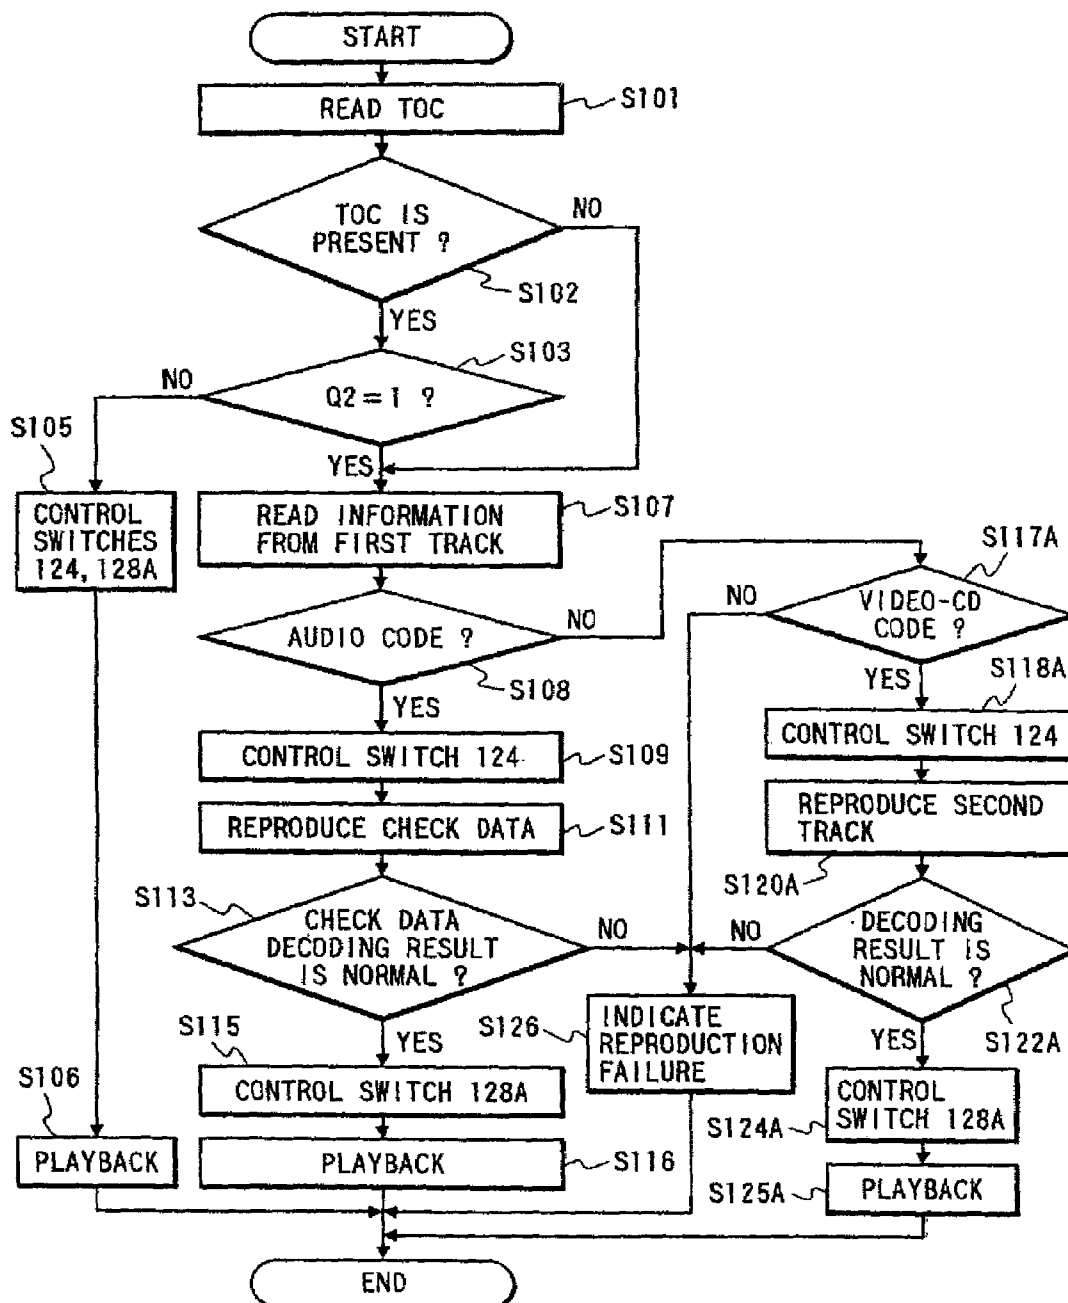 START
READ TOC
S101
TOC IS
PRESENT ?
NO
S102
YES
S103
NO
Q2=1 ?
S105
YES
CONTROL
SWITCHES
124, 128A
READ INFORMATION
FROM FIRST TRACK
S107
S117A
NO
VIDEO-CD
CODE ?
AUDIO CODE ?
NO
S108
YES
YES
S118A
CONTROL SWITCH 124
S109
CONTROL SWITCH 124
REPRODUCE CHECK DATA
S111
REPRODUCE SECOND
TRACK
S120A
S113
CHECK DATA
DECODING RESULT
IS NORMAL ?
NO
NO
DECODING
RESULT IS
NORMAL ?
S122A
S115
YES
S126
INDICATE
REPRODUCTION
FAILURE
YES
S106
CONTROL SWITCH 128A
CONTROL
SWITCH 128A
S124A
PLAYBACK
PLAYBACK
S116
S125A
PLAYBACK
END